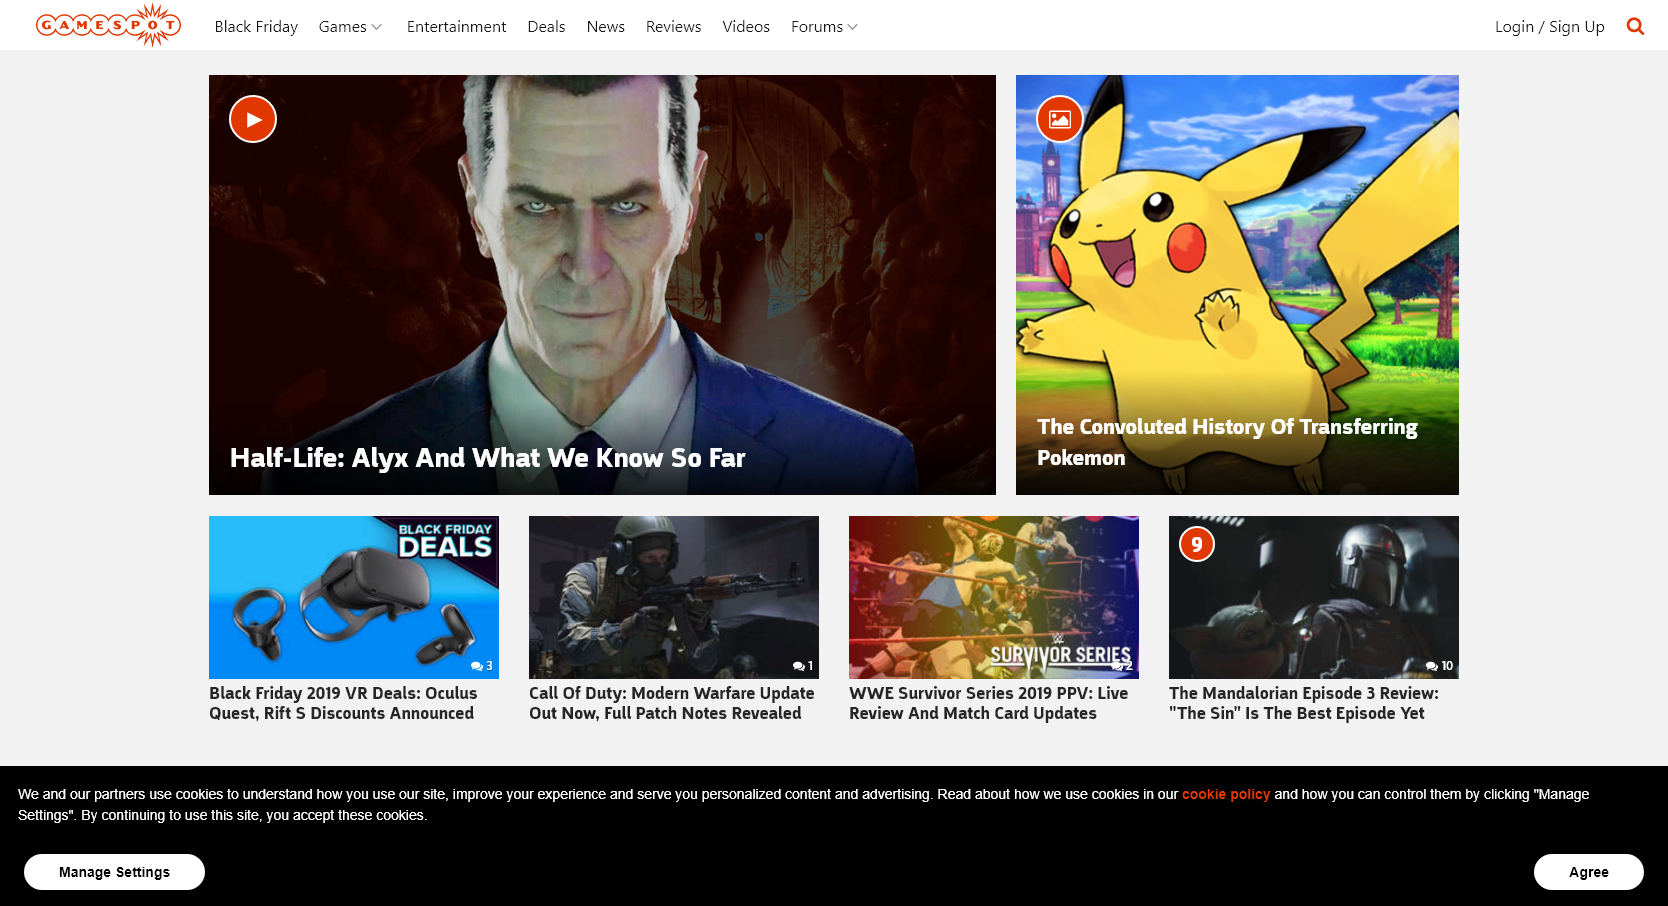 GAMESPOT
Black Friday
Games
Entertainment
Deals
News
Reviews
Videos
Forums
Login / Sign Up
Half-Life: Alyx And What We Know So Far
The Convoluted History Of Transferring
Pokemon
BLACK FRIDAY
DEALS
3
Black Friday 2019 VR Deals: Oculus
Quest, Rift S Discounts Announced
1
Call Of Duty: Modern Warfare Update
Out Now, Full Patch Notes Revealed
W
SURVIVOR SERIES
2
WWE Survivor Series 2019 PPV: Live
Review And Match Card Updates
9
10
The Mandalorian Episode 3 Review:
"The Sin" Is The Best Episode Yet
We and our partners use cookies to understand how you use our site, improve your experience and serve you personalized content and advertising. Read about how we use cookies in our cookie policy and how you can control them by clicking "Manage
Settings". By continuing to use this site, you accept these cookies.
Manage Settings
Agree